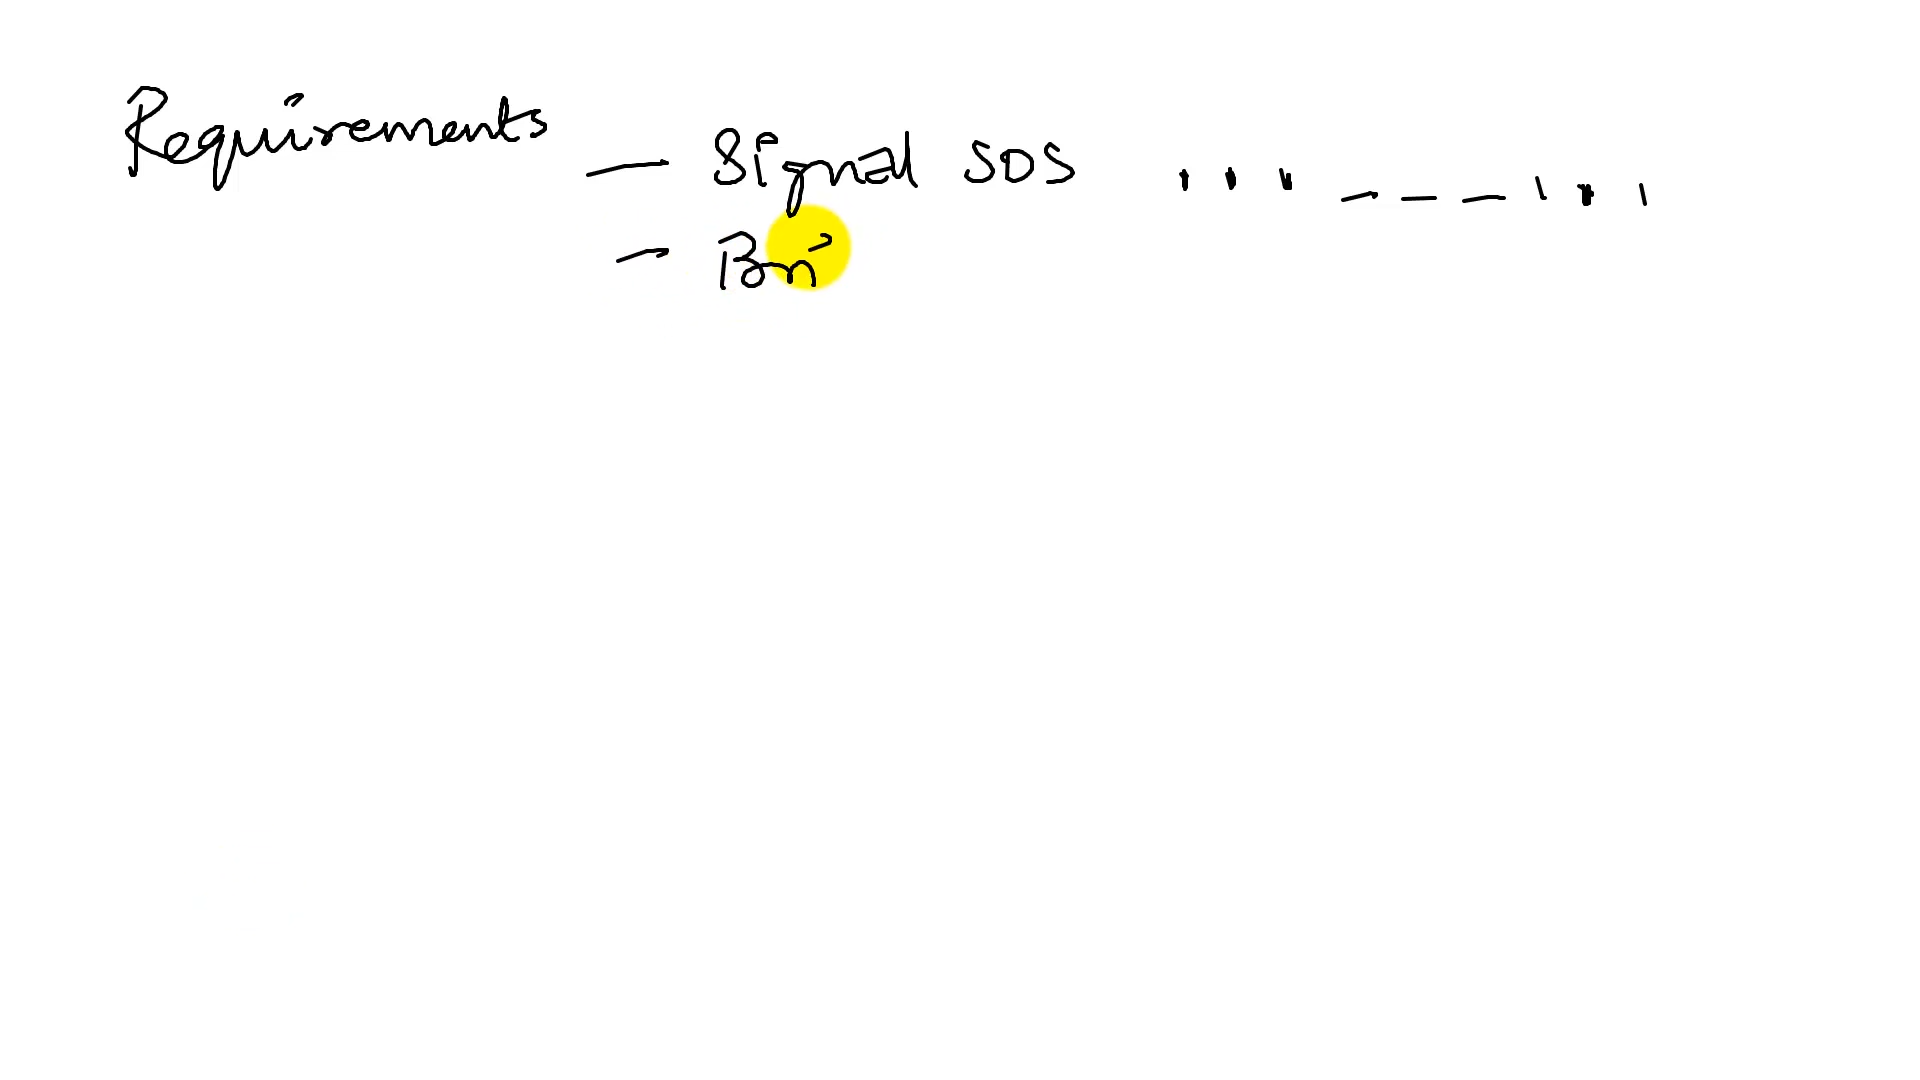 Requirements
— Signal SOS ... _ _ _ ...
—